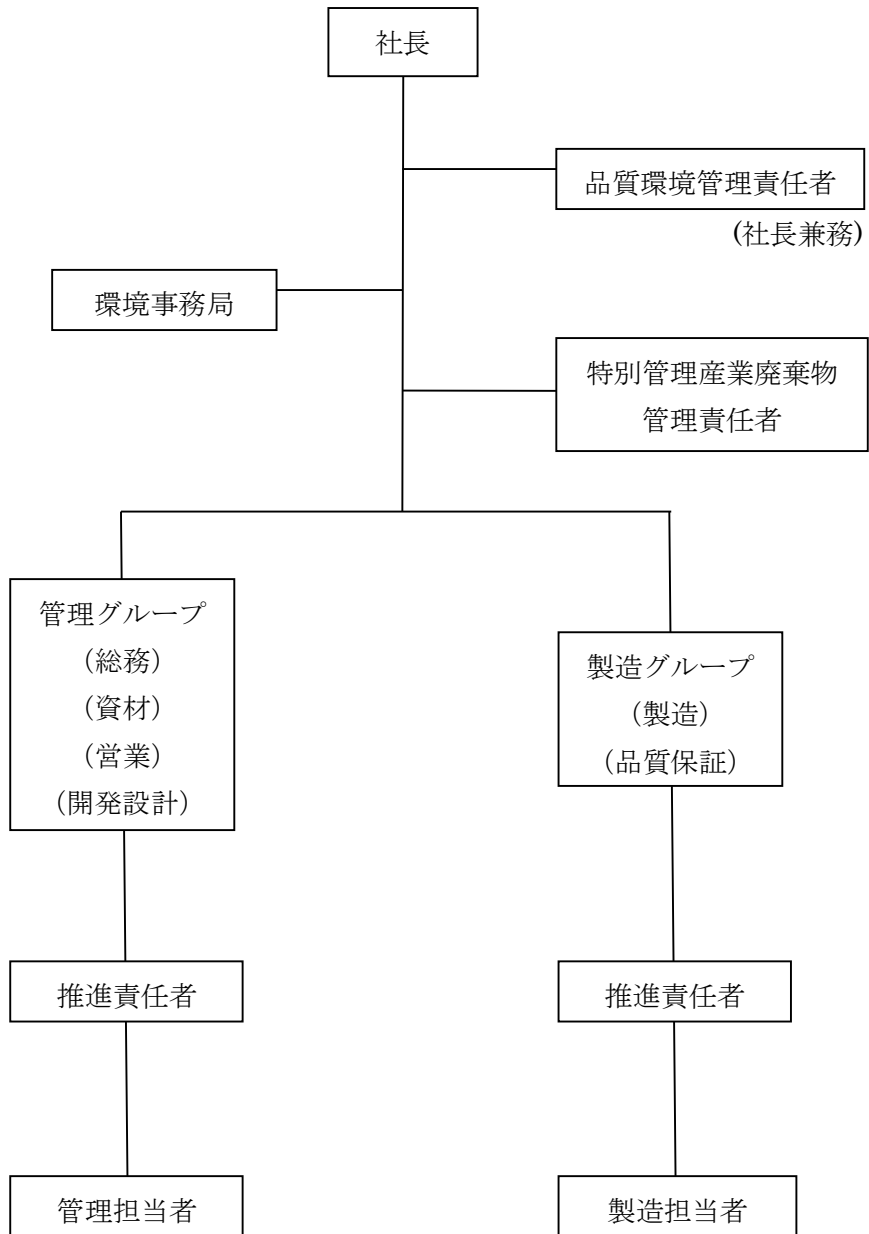 社長
品質環境管理責任者
(社長兼務)
環境事務局
特別管理産業廃棄物
管理責任者
管理グループ
（総務）
（資材）
（営業）
（開発設計）
製造グループ
（製造）
（品質保証）
推進責任者
推進責任者
管理担当者
製造担当者